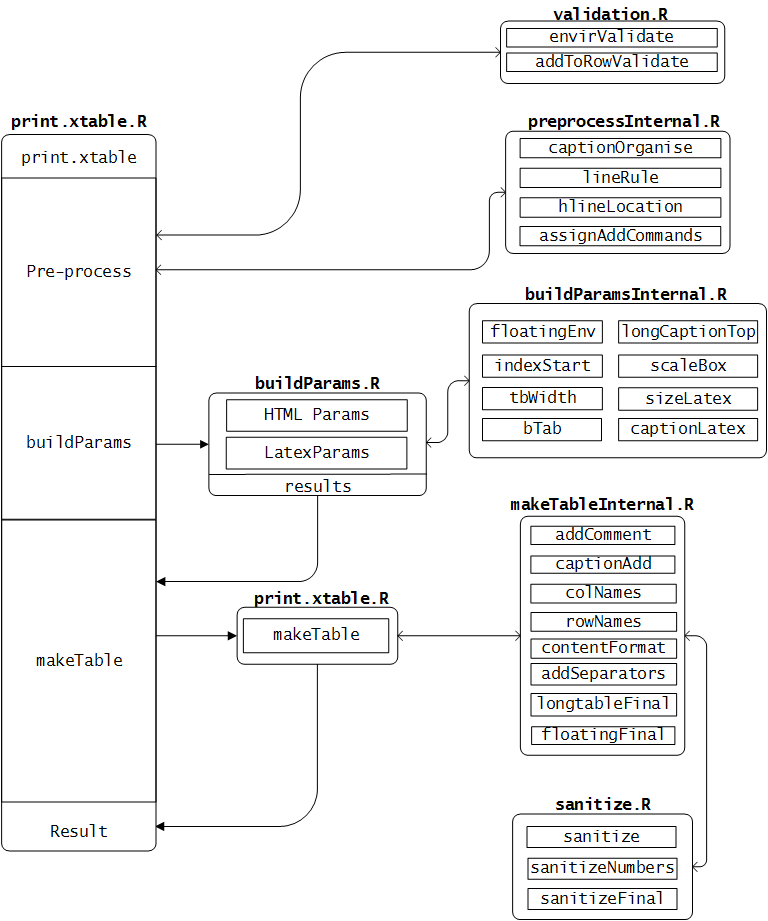 validation.R
envirValidate
addToRowValidate
print.xtable.R
print.xtable
Pre-process
buildParams
makeTable
Result
preprocessInternal.R
captionOrganise
lineRule
hlineLocation
assignAddCommands
buildParamsInternal.R
floatingEnv longCaptionTop
indexStart scaleBox
tbWidth sizeLatex
bTab captionLatex
buildParams.R
HTML Params
LatexParams
results
makeTableInternal.R
addComment
captionAdd
colNames
rowNames
contentFormat
addSeparators
longtableFinal
floatingFinal
print.xtable.R
makeTable
sanitize.R
sanitize
sanitizeNumbers
sanitizeFinal